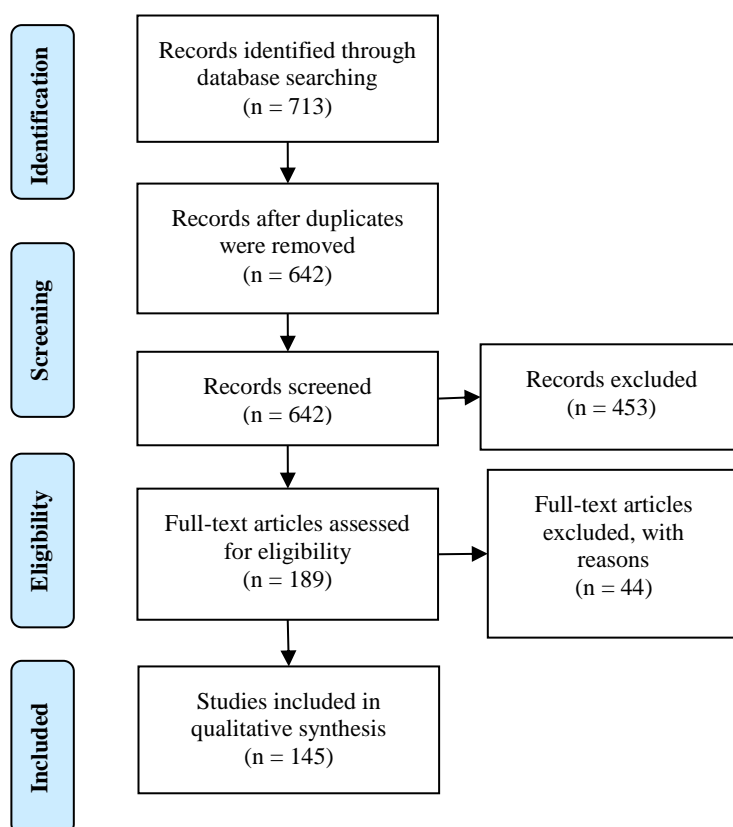 Identification
Records identified through
database searching
(n = 713)
Records after duplicates
were removed
(n = 642)
Screening
Records screened
(n = 642)
Records excluded
(n = 453)
Eligibility
Full-text articles assessed
for eligibility
(n = 189)
Full-text articles
excluded, with
reasons
(n = 44)
Included
Studies included in
qualitative synthesis
(n = 145)